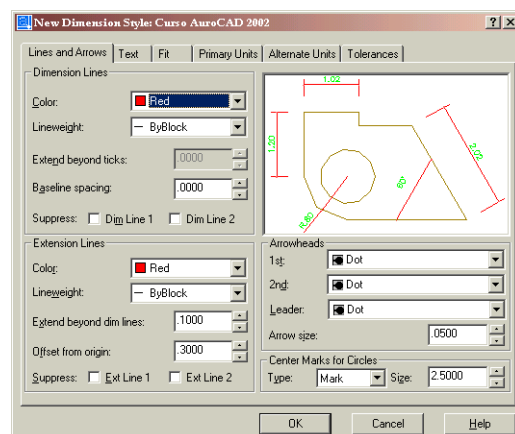 New Dimension Style: Curso AuroCAD 2002
Lines and Arrows Text Fit Primary Units Alternate Units Tolerances
Dimension Lines
Color: Red
Lineweight: ByBlock
Extend beyond ticks: .0000
Baseline spacing: .0000
Suppress: Dim Line 1 Dim Line 2
Extension Lines
Color: Red
Lineweight: ByBlock
Extend beyond dim lines: .1000
Offset from origin: .3000
Suppress: Ext Line 1 Ext Line 2
1.02
1.20
2.02
60°
R.80
Arrowheads
1st: Dot
2nd: Dot
Leader: Dot
Arrow size: .0500
Center Marks for Circles
Type: Mark Size: 2.5000
OK Cancel Help